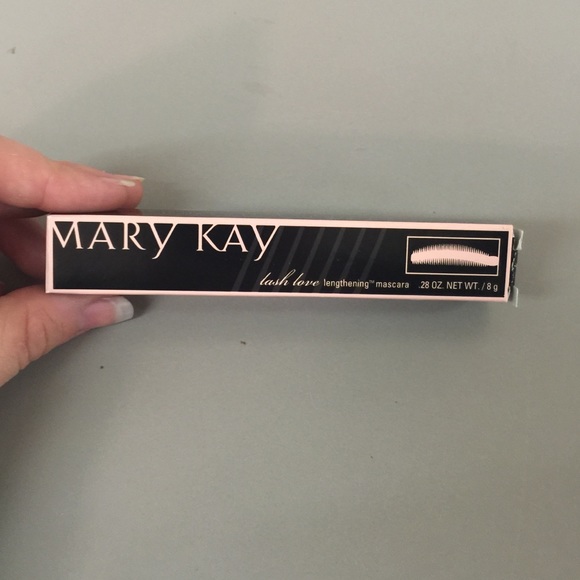 MARY KAY
lash love lengthening™ mascara .28 OZ. NET WT. / 8 g